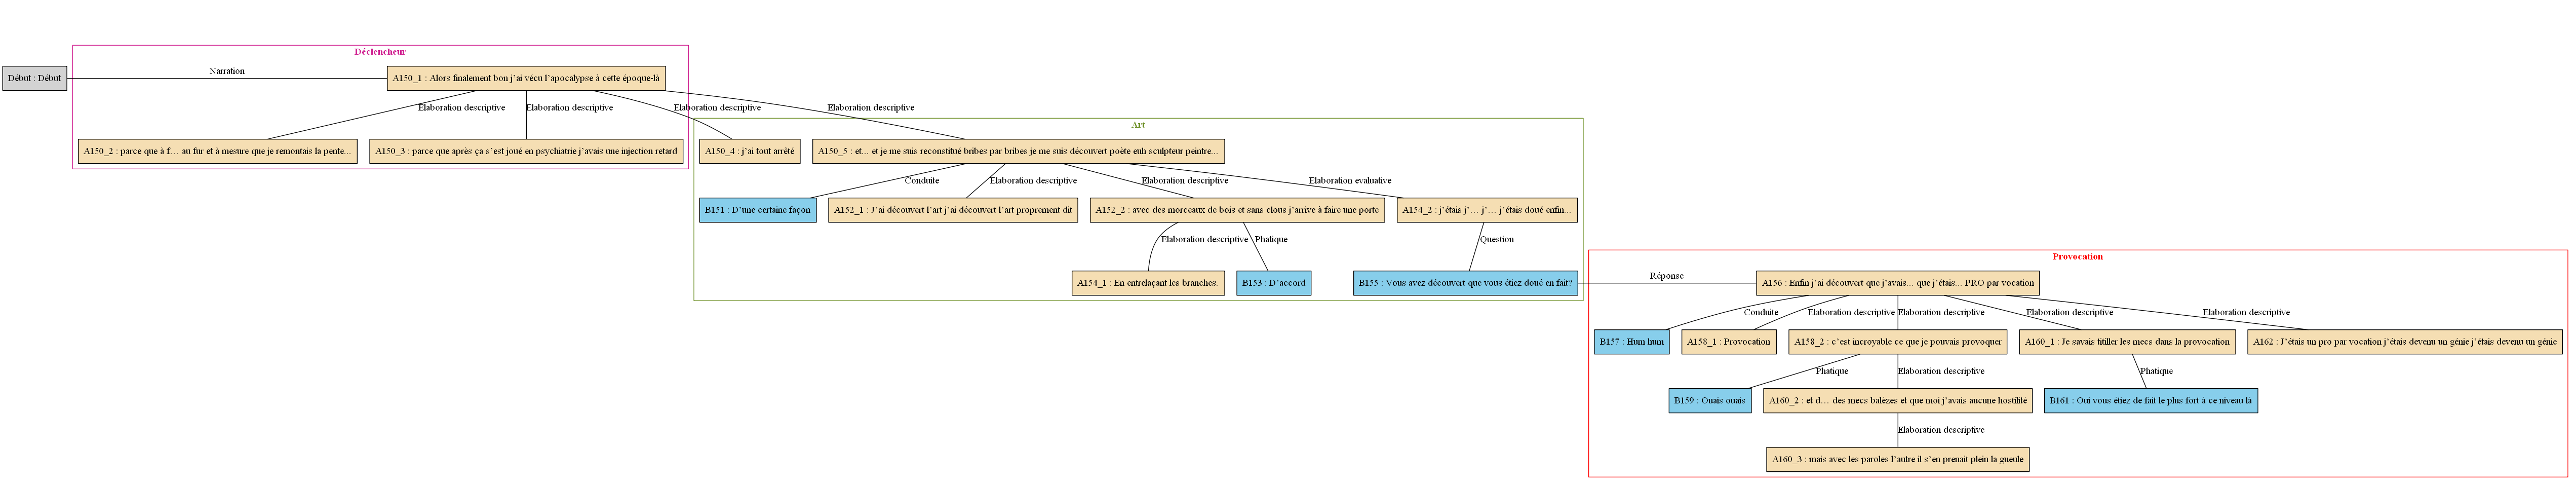 Déclencheur
Début : Début
Narration
A150_1 : Alors finalement bon j'ai vécu l'apocalypse à cette époque-là
Elaboration descriptive
Elaboration descriptive
Elaboration descriptive
Elaboration descriptive
A150_2 : parce que à f… au fur et à mesure que je remontais la pente...
A150_3 : parce que après ça s'est joué en psychiatrie j'avais une injection retard
Art
A150_4 : j'ai tout arrêté
A150_5 : et... et je me suis reconstitué bribes par bribes je me suis découvert poète euh sculpteur peintre...
Conduite
Elaboration descriptive
Elaboration descriptive
Elaboration evaluative
B151 : D'une certaine façon
A152_1 : J'ai découvert l'art j'ai découvert l'art proprement dit
A152_2 : avec des morceaux de bois et sans clous j'arrive à faire une porte
A154_2 : j'étais j'… j'… j'étais doué enfin...
Elaboration descriptive
Phatique
Question
A154_1 : En entrelaçant les branches.
B153 : D'accord
B155 : Vous avez découvert que vous étiez doué en fait?
Provocation
Réponse
A156 : Enfin j'ai découvert que j'avais... que j'étais... PRO par vocation
Conduite
Elaboration descriptive
Elaboration descriptive
Elaboration descriptive
Elaboration descriptive
B157 : Hum hum
A158_1 : Provocation
A158_2 : c'est incroyable ce que je pouvais provoquer
A160_1 : Je savais titiller les mecs dans la provocation
A162 : J'étais un pro par vocation j'étais devenu un génie j'étais devenu un génie
Phatique
Elaboration descriptive
Phatique
B159 : Ouais ouais
A160_2 : et d… des mecs balèzes et que moi j'avais aucune hostilité
B161 : Oui vous étiez de fait le plus fort à ce niveau là
Elaboration descriptive
A160_3 : mais avec les paroles l'autre il s'en prenait plein la gueule